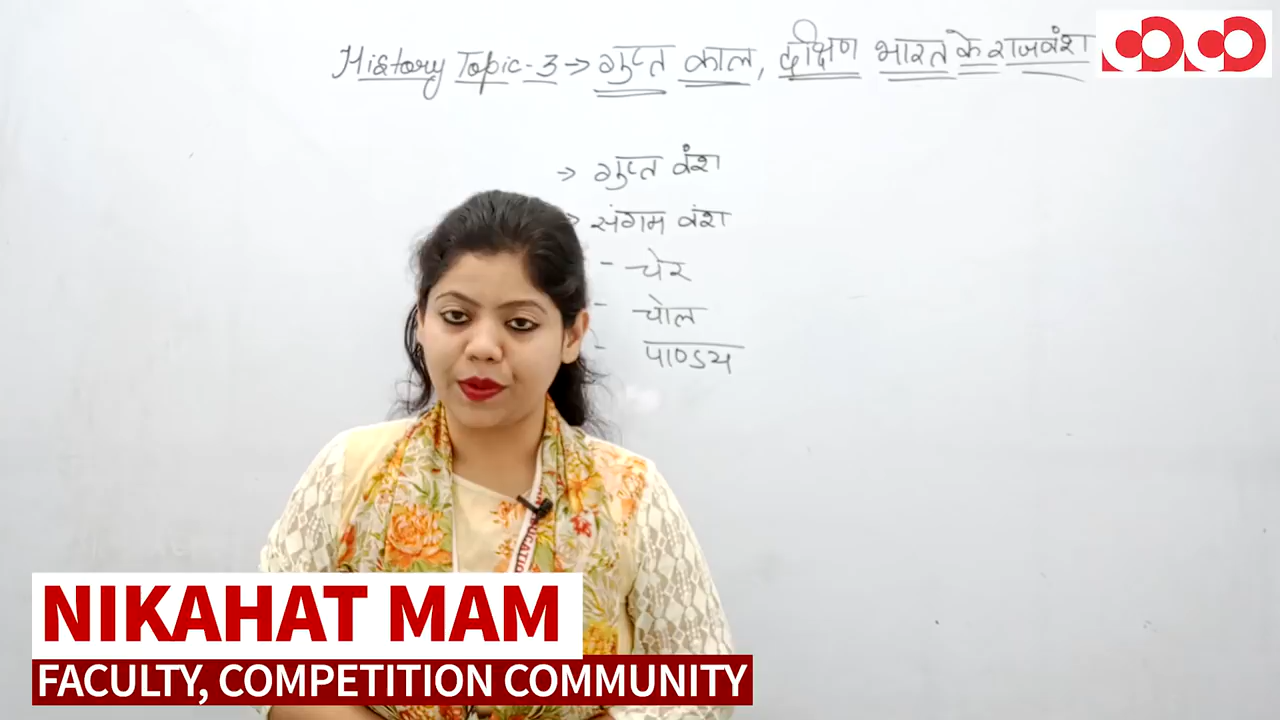 History Topic-3 → गुप्त काल, दक्षिण भारत के राजवंश
→ गुप्त वंश
→ संगम वंश
- चेर
- चोल
- पाण्ड्य
NIKAHAT MAM
FACULTY, COMPETITION COMMUNITY